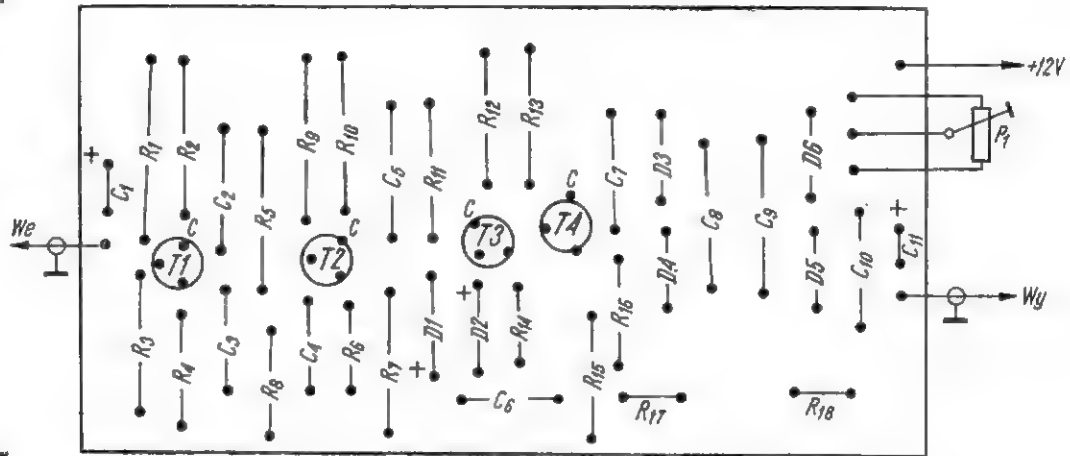 R12
R13
+12V
R1
R2
R9
R10
C5
R11
C7
D3
D6
P1
+
C1
C2
R5
C8
C9
We
C
T1
C
T2
C
T3
C
T4
D4
D5
C10
+
C11
R3
R4
C3
R8
C4
R6
R7
D1
+
+
D2
R14
R15
R16
Wy
C6
R17
R18